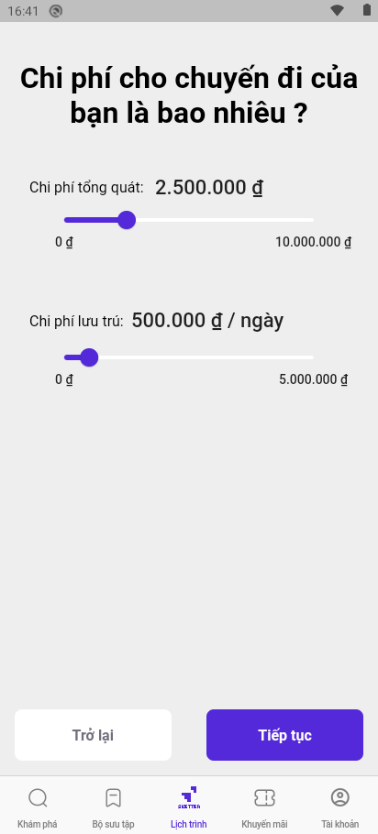 16:41
Chi phí cho chuyến đi của
bạn là bao nhiêu ?
Chi phí tổng quát: 2.500.000 ₫
0 ₫ 10.000.000 ₫
Chi phí lưu trú: 500.000 ₫ / ngày
0 ₫ 5.000.000 ₫
Trở lại Tiếp tục
Khám phá Bộ sưu tập Lịch trình Khuyến mãi Tài khoản